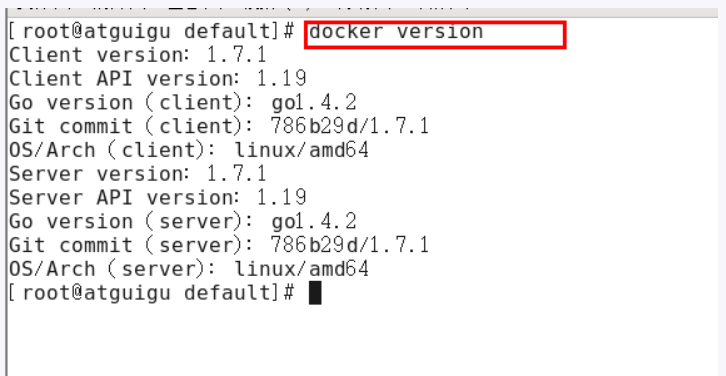 [root@atguigu default]# docker version
Client version: 1.7.1
Client API version: 1.19
Go version (client): go1.4.2
Git commit (client): 786b29d/1.7.1
OS/Arch (client): linux/amd64
Server version: 1.7.1
Server API version: 1.19
Go version (server): go1.4.2
Git commit (server): 786b29d/1.7.1
OS/Arch (server): linux/amd64
[root@atguigu default]#